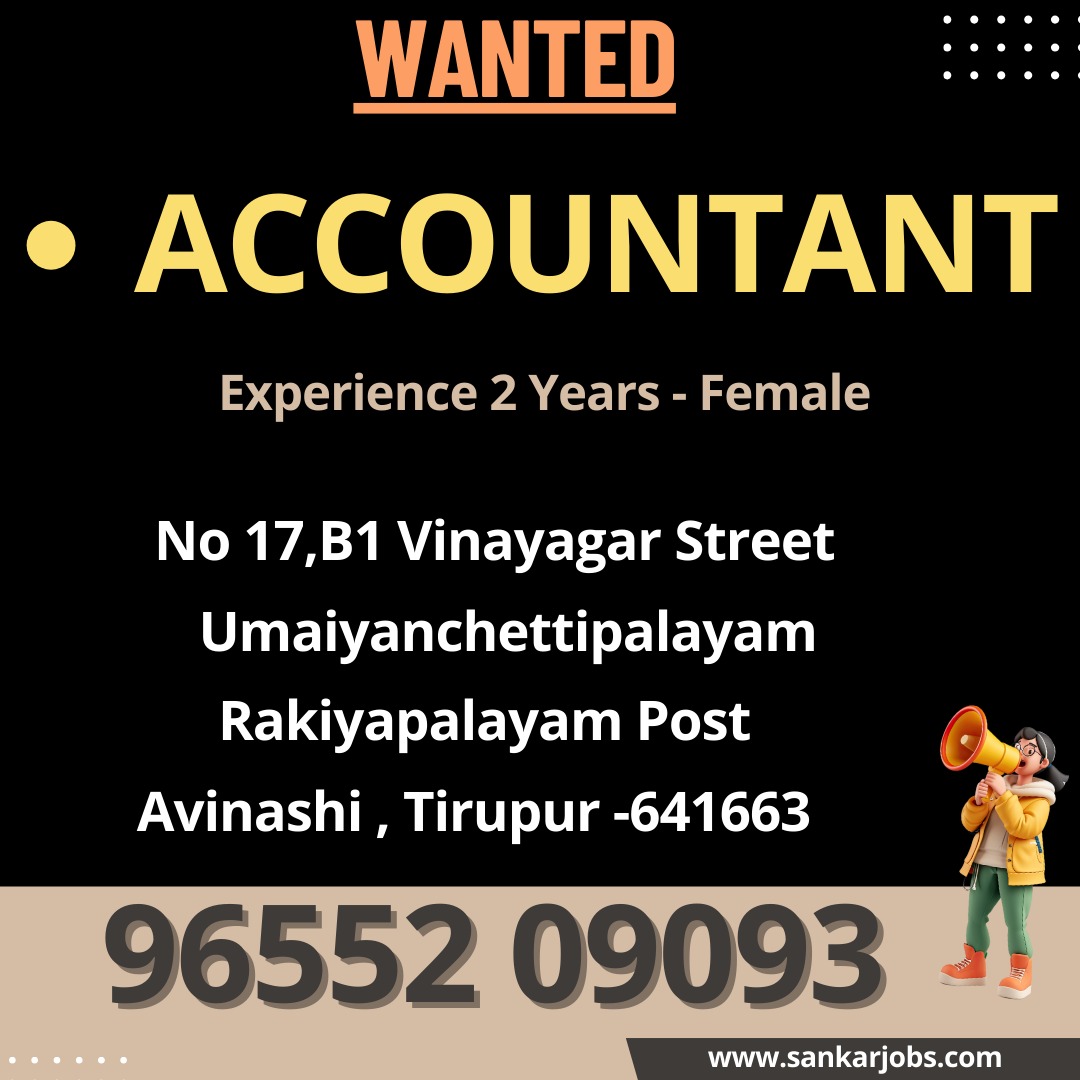 WANTED
• ACCOUNTANT
Experience 2 Years - Female
No 17,B1 Vinayagar Street
Umaiyanchettipalayam
Rakiyapalayam Post
Avinashi , Tirupur -641663
96552 09093
www.sankarjobs.com